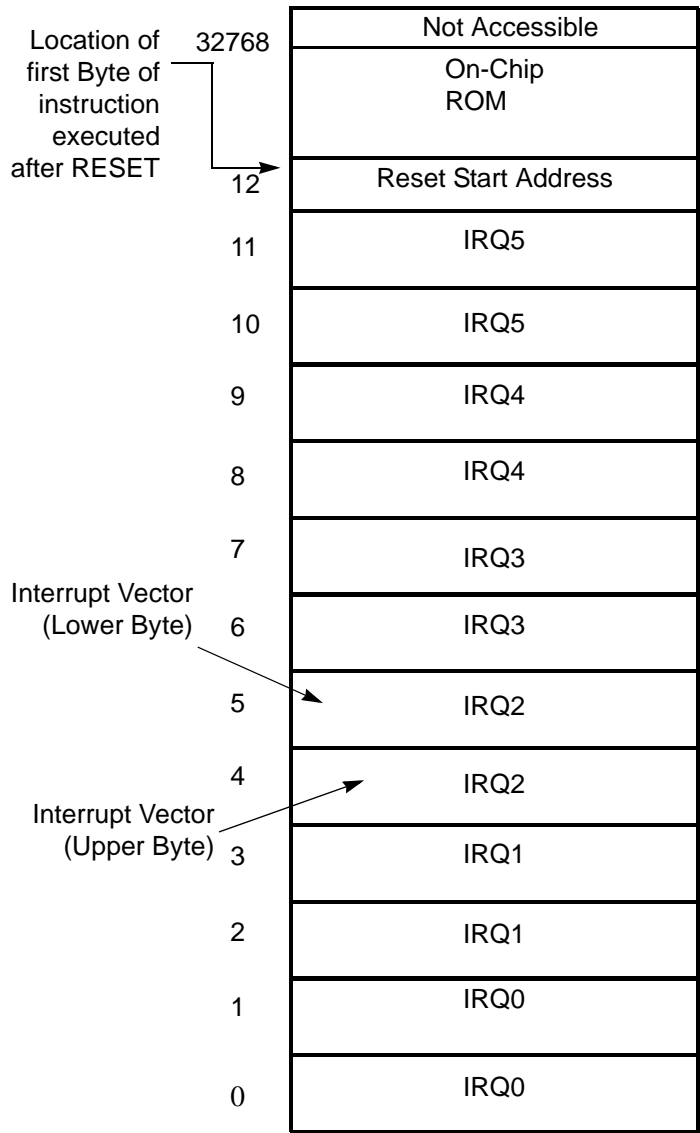 Location of
first Byte of
instruction
executed
after RESET
32768
Not Accessible
On-Chip
ROM
12
Reset Start Address
11
IRQ5
10
IRQ5
9
IRQ4
8
IRQ4
7
IRQ3
Interrupt Vector
(Lower Byte)
6
IRQ3
5
IRQ2
4
IRQ2
Interrupt Vector
(Upper Byte)
3
IRQ1
2
IRQ1
1
IRQ0
0
IRQ0